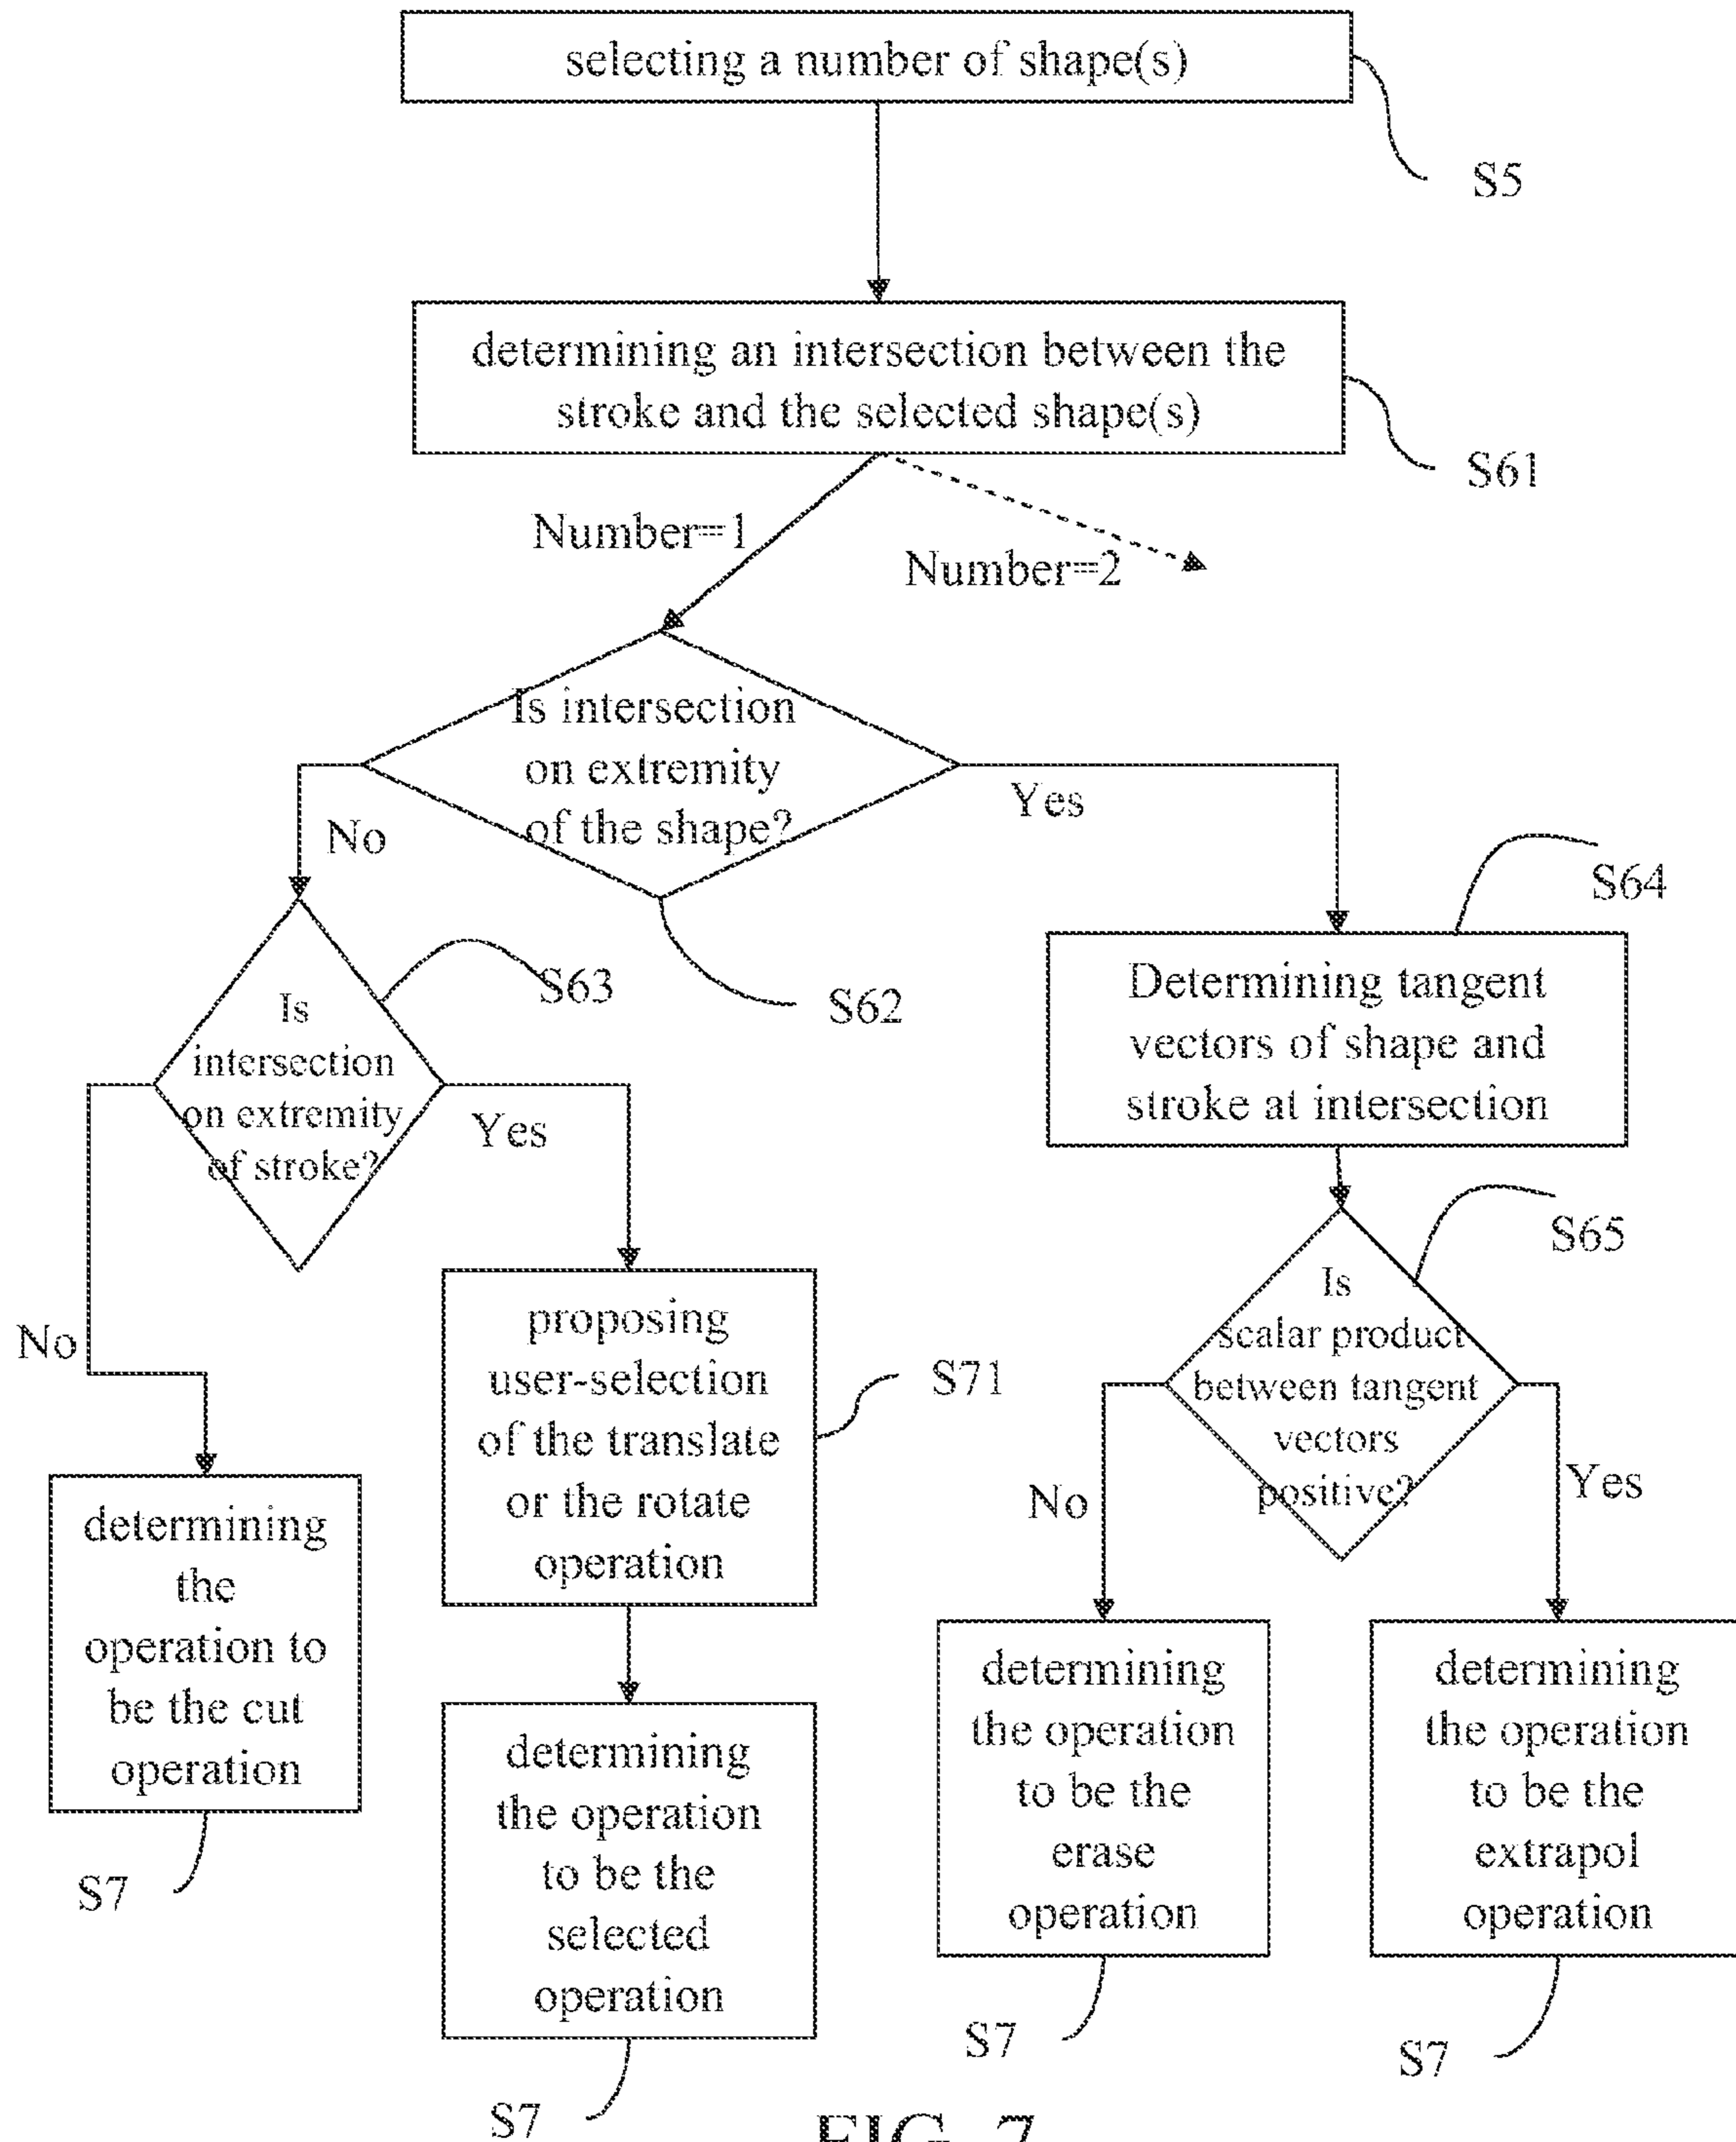 selecting a number of shape(s)
S5
determining an intersection between the
stroke and the selected shape(s)
S61
Number=1
Number=2
Is intersection
on extremity
of the shape?
No
Yes
S62
S63
Is
intersection
on extremity
of stroke?
No
Yes
S64
Determining tangent
vectors of shape and
stroke at intersection
S65
Is
scalar product
between tangent
vectors
positive?
No
Yes
proposing
user-selection
of the translate
or the rotate
operation
S71
determining
the
operation to
be the cut
operation
S7
determining
the operation
to be the
selected
operation
S7
determining
the operation
to be the
erase
operation
S7
determining
the operation
to be the
extrapol
operation
S7
FIG. 7